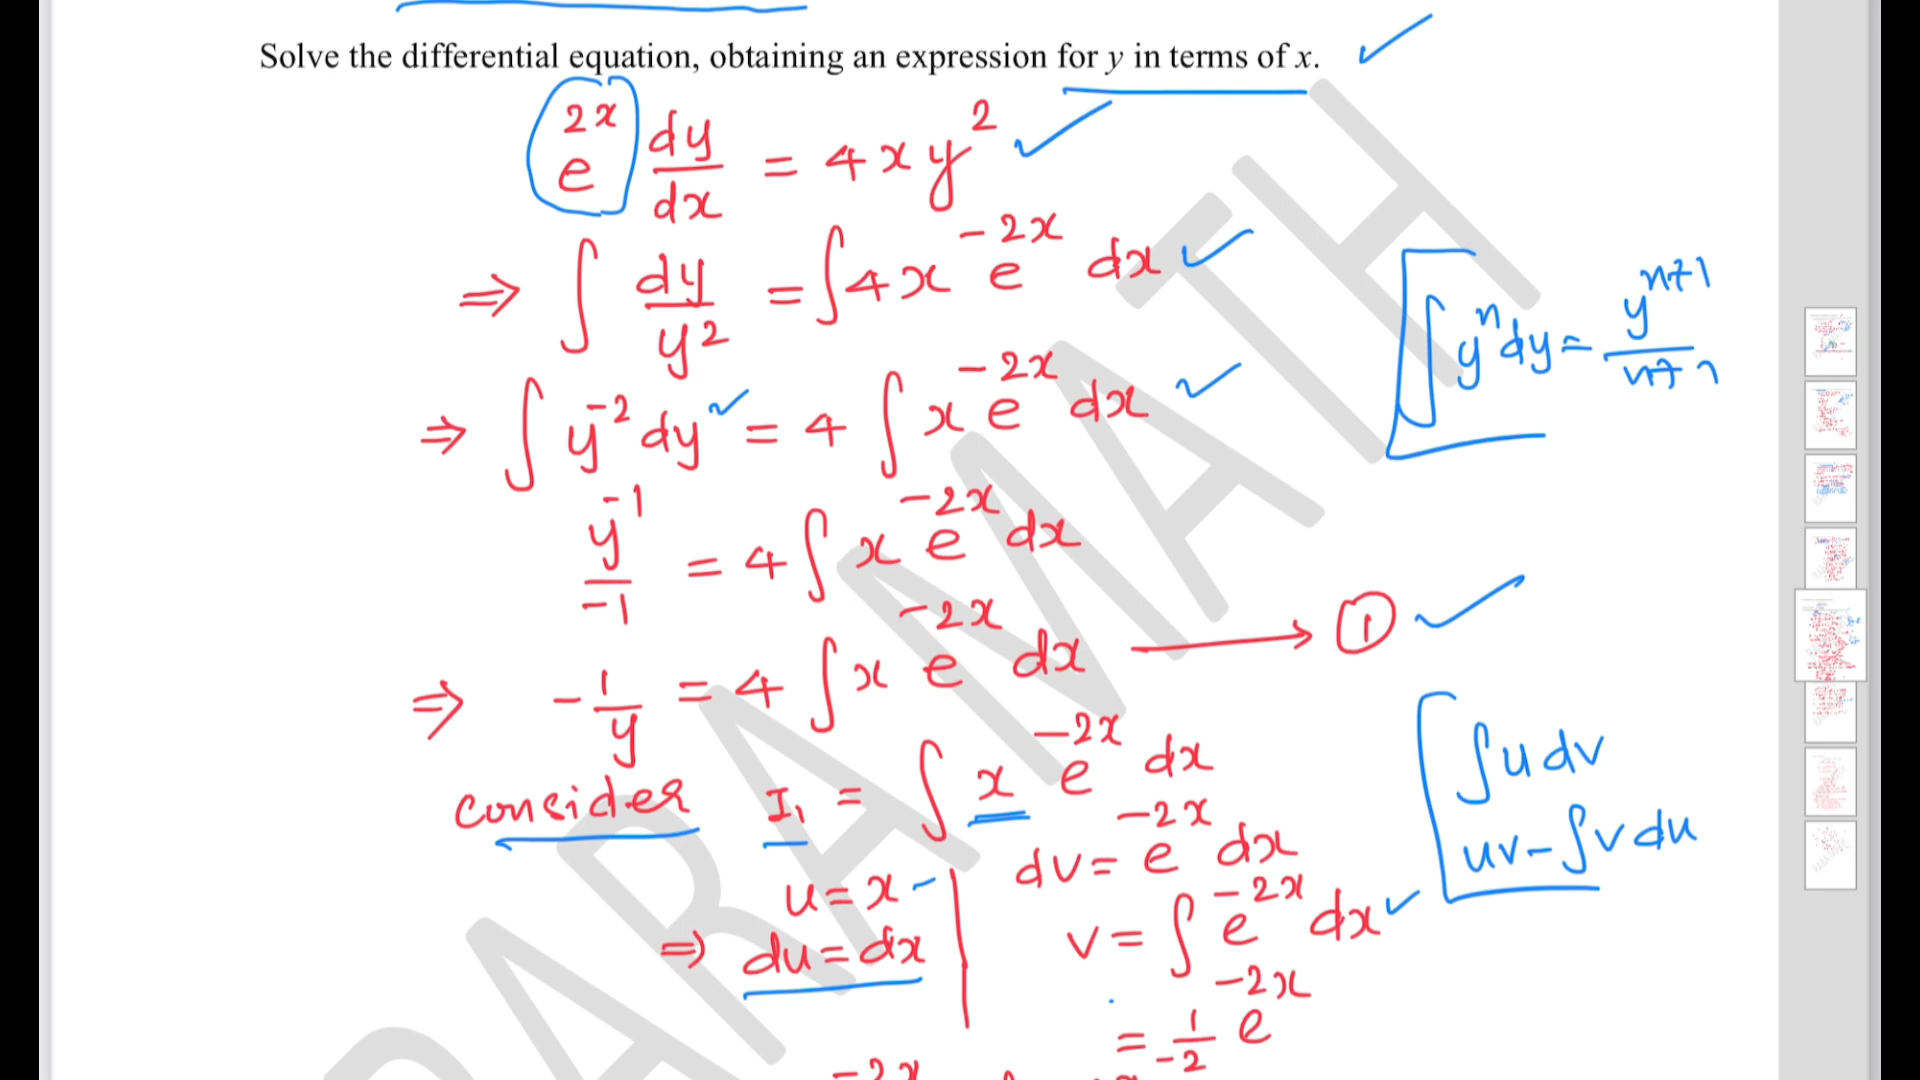 Solve the differential equation, obtaining an expression for y in terms of x.
e^{2x} dy/dx = 4xy^2
⇒ ∫ dy/y^2 = ∫4x e^{-2x} dx
∫ y^n dy = y^{n+1}/n+1
⇒ ∫ y^{-2} dy = 4 ∫ x e^{-2x} dx
y^{-1}/-1 = 4 ∫ x e^{-2x} dx
⇒ -1/y = 4 ∫ x e^{-2x} dx → ①
consider I₁ = ∫ x e^{-2x} dx
∫ u dv
uv - ∫ v du
u = x
dv = e^{-2x} dx
⇒ du = dx
v = ∫ e^{-2x} dx
= 1/-2 e^{-2x}
-2x
PARAMATH